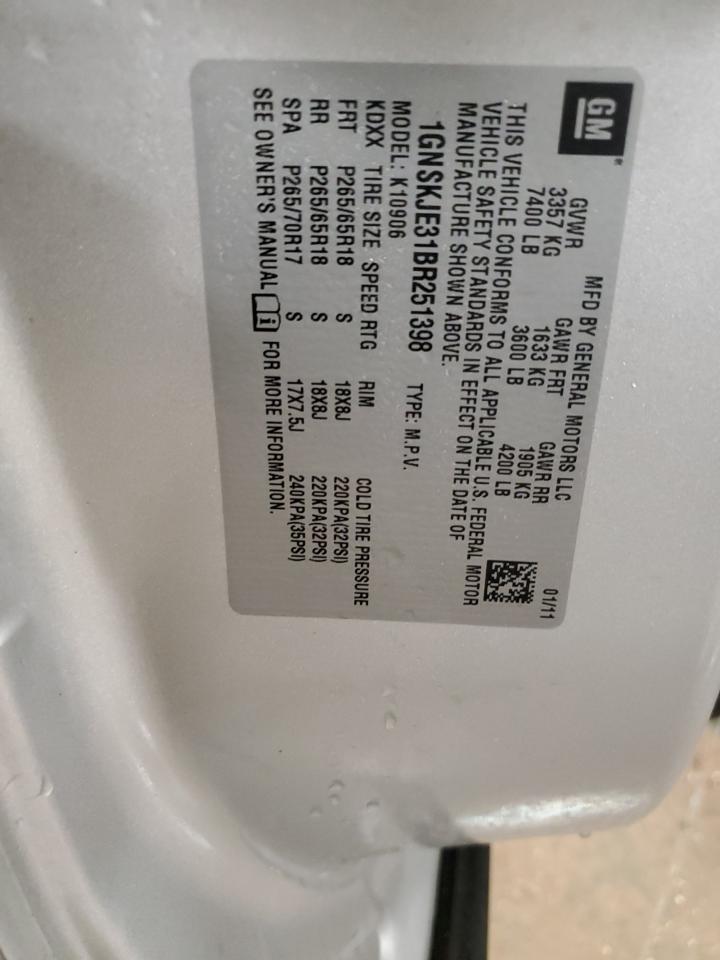 GM
MFD BY GENERAL MOTORS LLC 01/11
GVWR GAWR FRT GAWR RR
3357 KG 1633 KG 1905 KG
7400 LB 3600 LB 4200 LB
THIS VEHICLE CONFORMS TO ALL APPLICABLE U.S. FEDERAL MOTOR
VEHICLE SAFETY STANDARDS IN EFFECT ON THE DATE OF
MANUFACTURE SHOWN ABOVE.
1GNSKJE31BR251398 TYPE: M.P.V.
MODEL: K10906
KDXX TIRE SIZE SPEED RTG RIM COLD TIRE PRESSURE
FRT P265/65R18 S 18X8J 220KPA(32PSI)
RR P265/65R18 S 18X8J 220KPA(32PSI)
SPA P265/70R17 S 17X7.5J 240KPA(35PSI)
SEE OWNER'S MANUAL i FOR MORE INFORMATION.